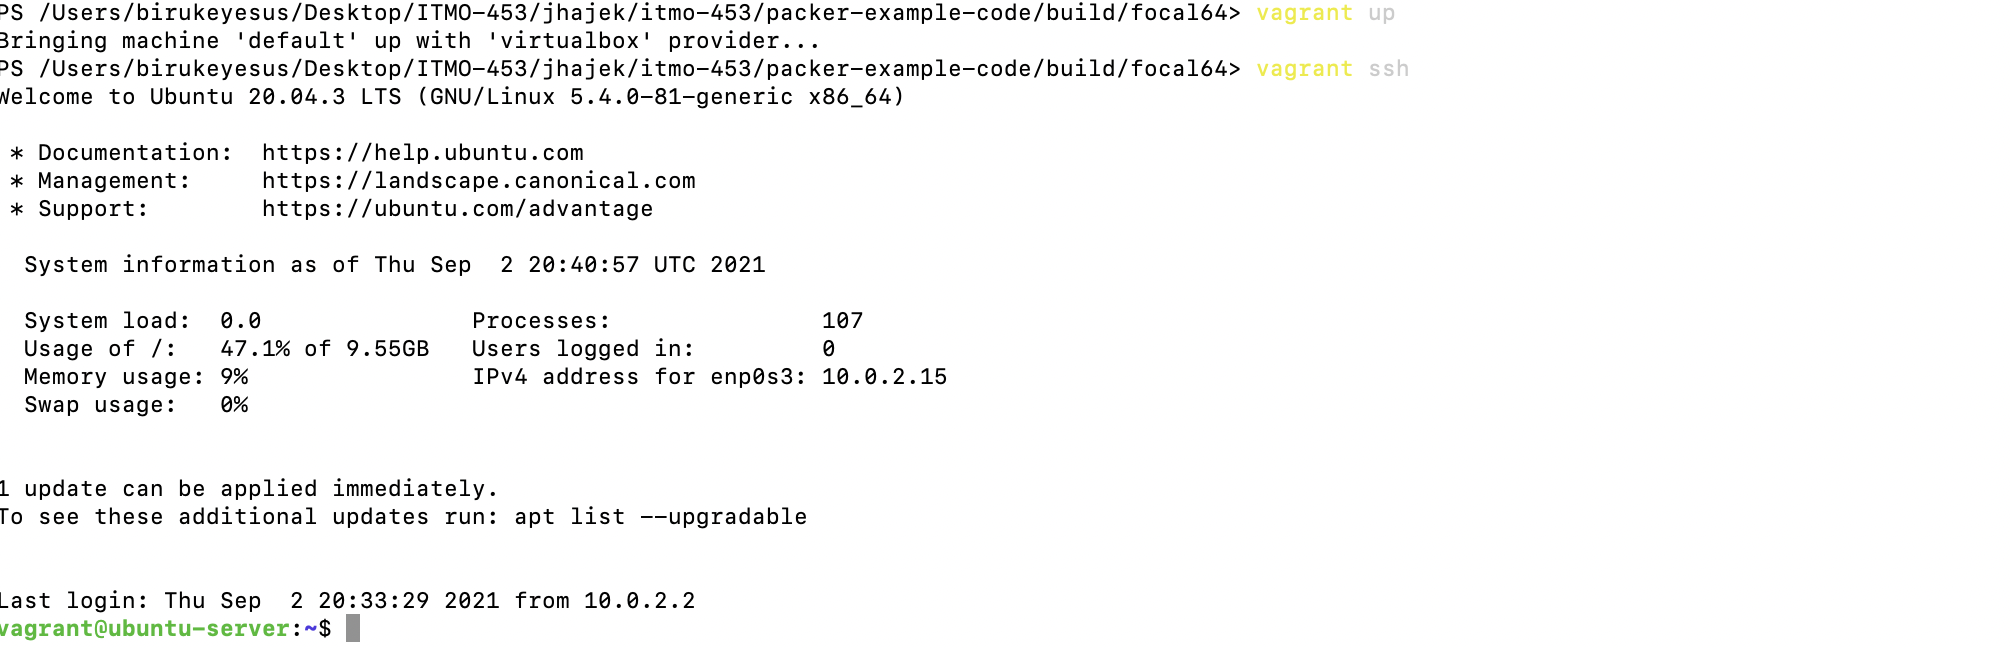 PS /Users/birukeyesus/Desktop/ITMO-453/jhajek/itmo-453/packer-example-code/build/focal64> vagrant up
Bringing machine 'default' up with 'virtualbox' provider...
PS /Users/birukeyesus/Desktop/ITMO-453/jhajek/itmo-453/packer-example-code/build/focal64> vagrant ssh
Welcome to Ubuntu 20.04.3 LTS (GNU/Linux 5.4.0-81-generic x86_64)
* Documentation:  https://help.ubuntu.com
* Management:     https://landscape.canonical.com
* Support:        https://ubuntu.com/advantage
System information as of Thu Sep  2 20:40:57 UTC 2021
System load:  0.0               Processes:               107
Usage of /:   47.1% of 9.55GB   Users logged in:         0
Memory usage: 9%                IPv4 address for enp0s3: 10.0.2.15
Swap usage:   0%
1 update can be applied immediately.
To see these additional updates run: apt list --upgradable
Last login: Thu Sep  2 20:33:29 2021 from 10.0.2.2
vagrant@ubuntu-server:~$